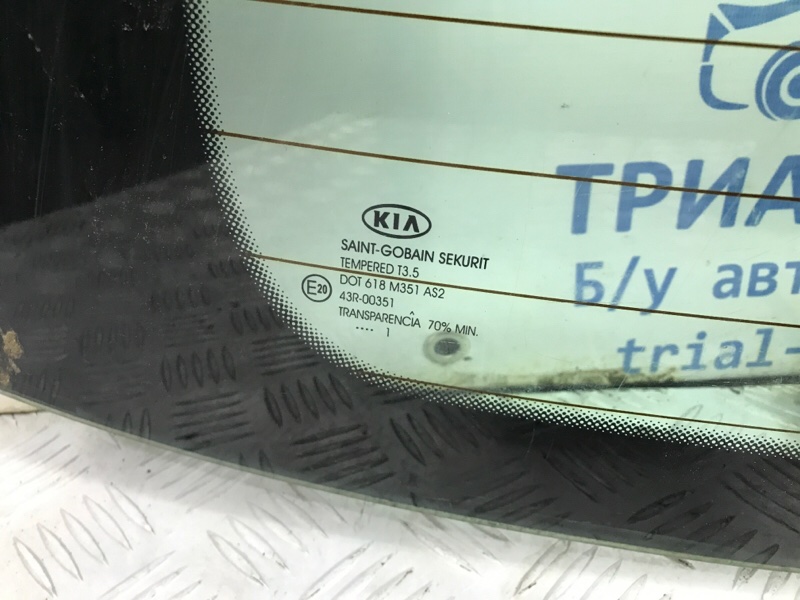 KIA
SAINT-GOBAIN SEKURIT
TEMPERED T3.5
DOT 618 M351 AS2
E20
43R-00351
TRANSPARENCÎA 70% MIN.
.... 1
ТРИА
Б/у авт
trial-